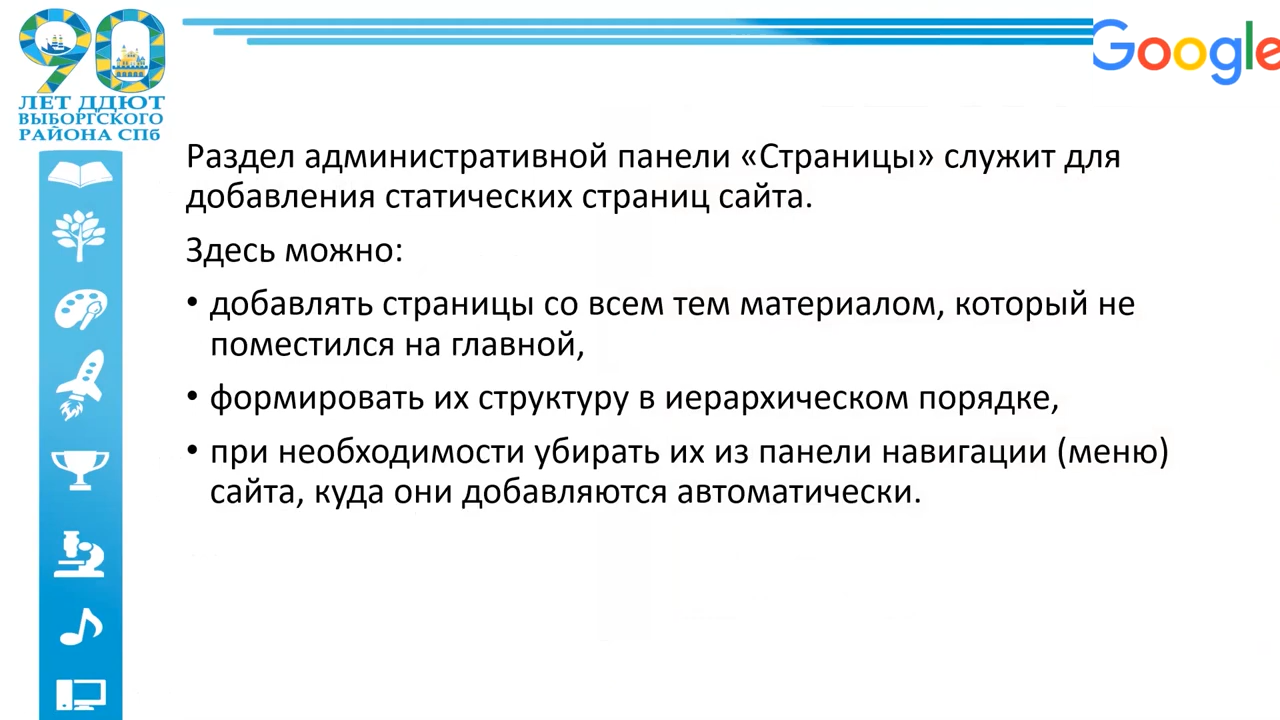 90
ЛЕТ ДДЮТ
ВЫБОРГСКОГО
РАЙОНА СПб
Google
Раздел административной панели «Страницы» служит для
добавления статических страниц сайта.
Здесь можно:
• добавлять страницы со всем тем материалом, который не
поместился на главной,
• формировать их структуру в иерархическом порядке,
• при необходимости убирать их из панели навигации (меню)
сайта, куда они добавляются автоматически.